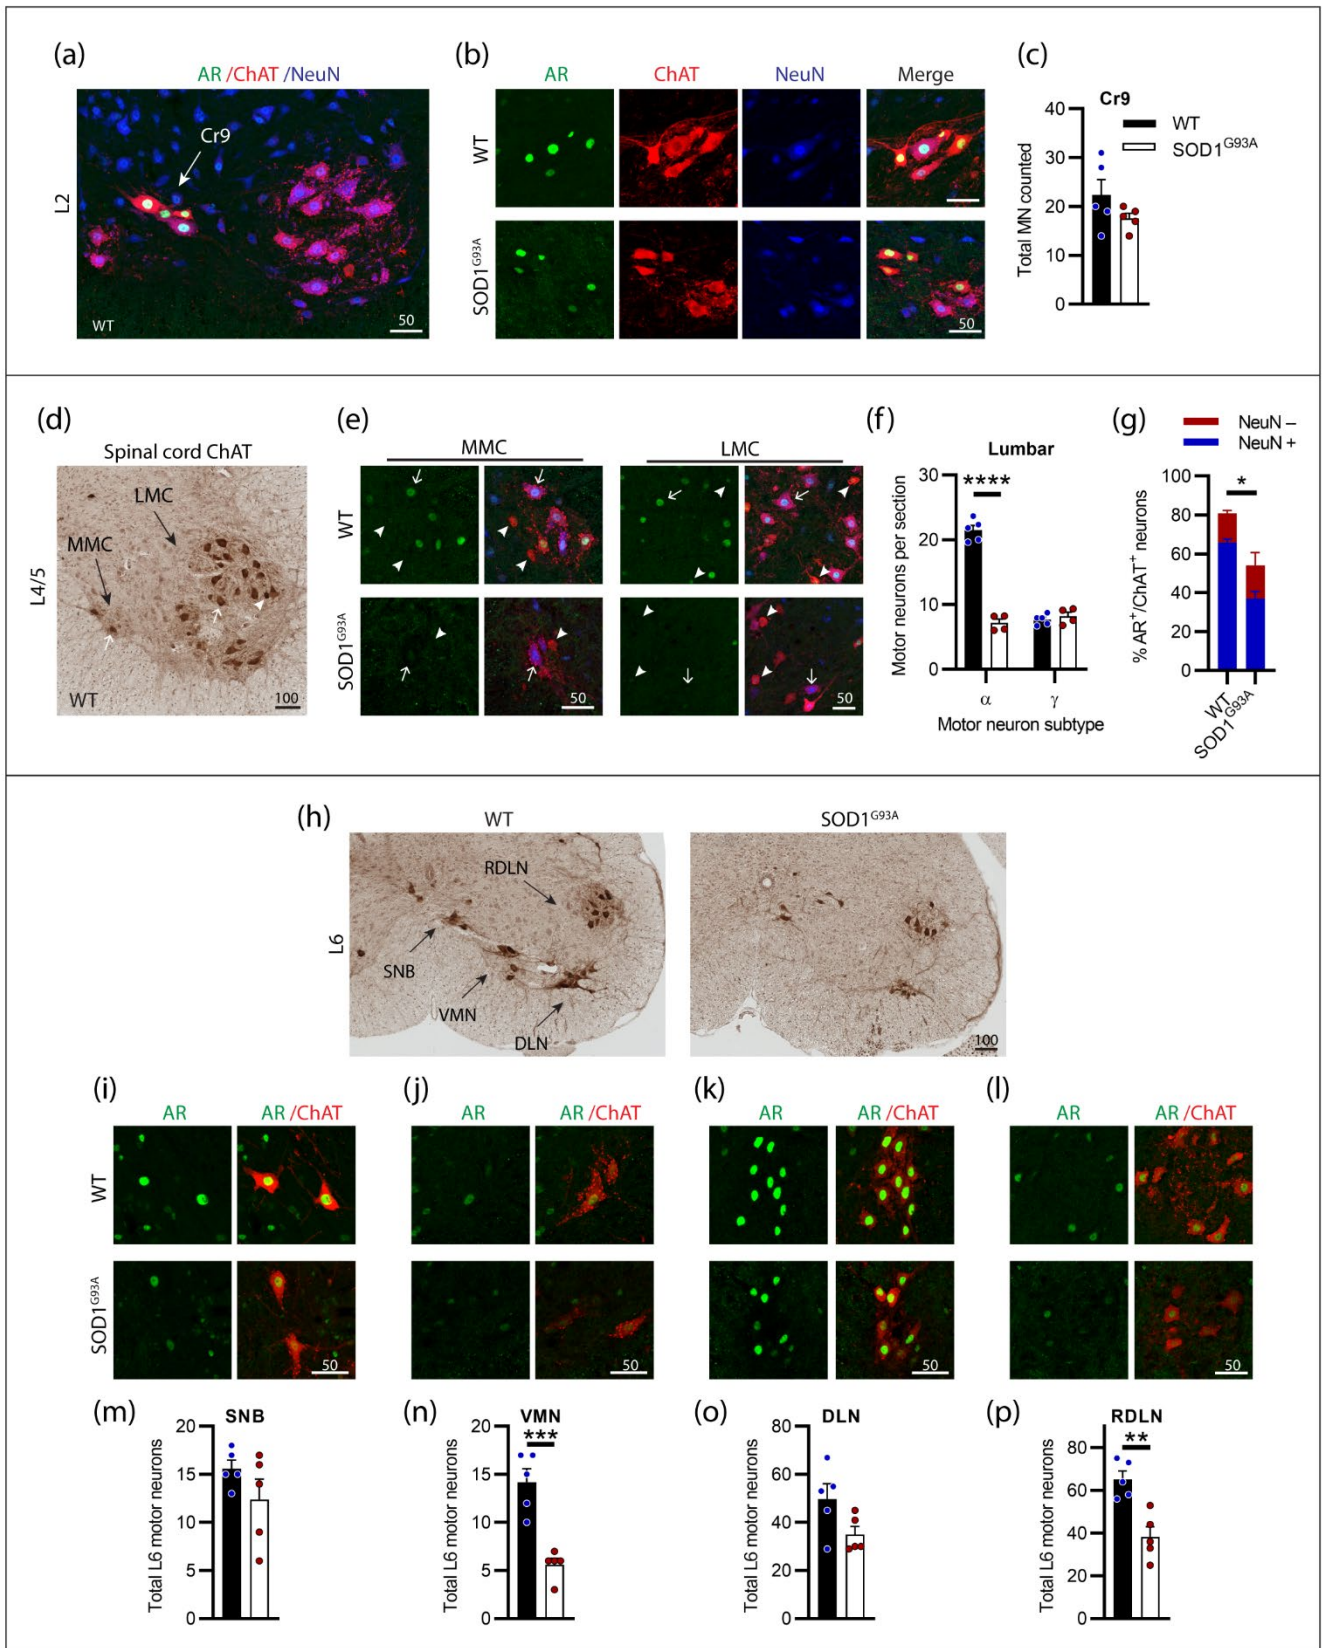 (a)
AR /ChAT /NeuN
L2
Cr9
WT
50
(b)
AR
ChAT
NeuN
Merge
WT
SOD1G93A
50
(c)
Cr9
WT
SOD1G93A
Total MN counted
40
30
20
10
0
(d)
Spinal cord ChAT
L4/5
LMC
MMC
WT
100
(e)
MMC
LMC
WT
SOD1G93A
50
50
(f)
Lumbar
Motor neurons per section
30
20
10
0
****
α
γ
Motor neuron subtype
(g)
NeuN –
NeuN +
% AR+/ChAT+ neurons
100
80
60
40
20
0
*
WT
SOD1G93A
(h)
WT
SOD1G93A
L6
RDLN
SNB
VMN
DLN
100
(i)
AR
AR /ChAT
WT
SOD1G93A
50
(j)
AR
AR /ChAT
50
(k)
AR
AR /ChAT
50
(l)
AR
AR /ChAT
50
(m)
SNB
Total L6 motor neurons
20
15
10
5
0
(n)
VMN
Total L6 motor neurons
20
15
10
5
0
***
(o)
DLN
Total L6 motor neurons
80
60
40
20
0
(p)
RDLN
Total L6 motor neurons
80
60
40
20
0
**